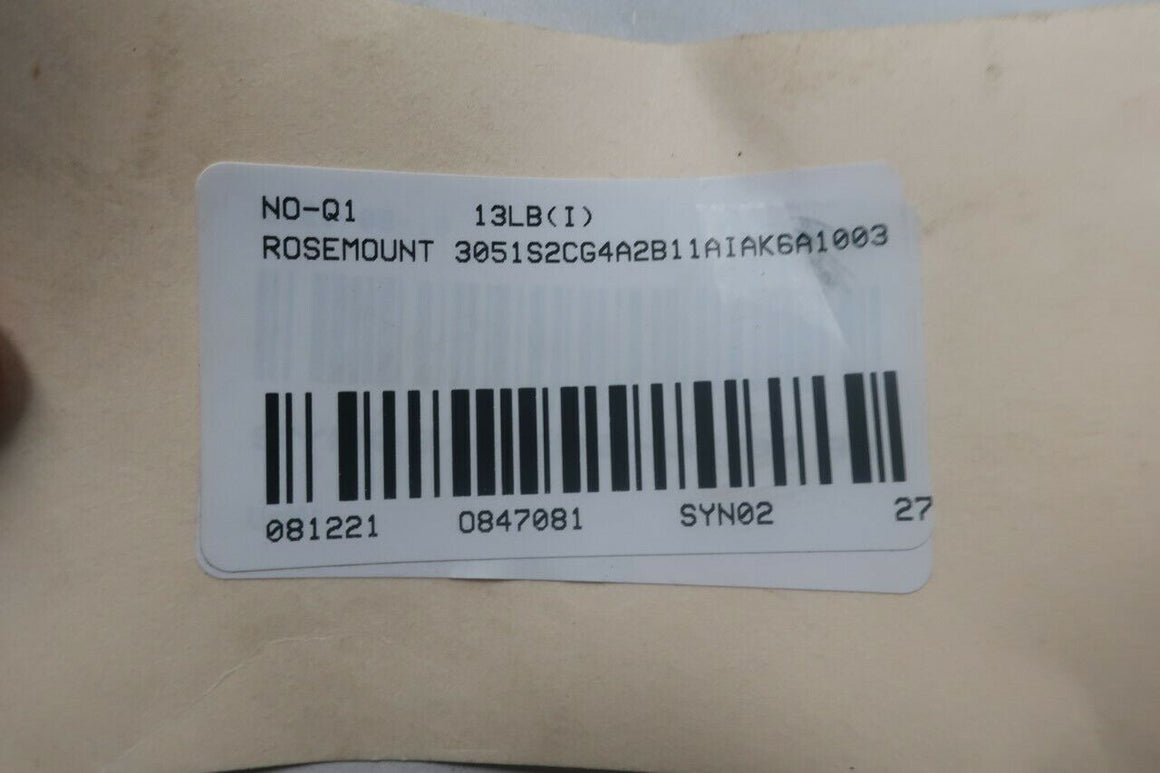 NO-Q1 13LB(I)
ROSEMOUNT 3051S2CG4A2B11AIAK6A1003
081221 0847081 SYN02 27